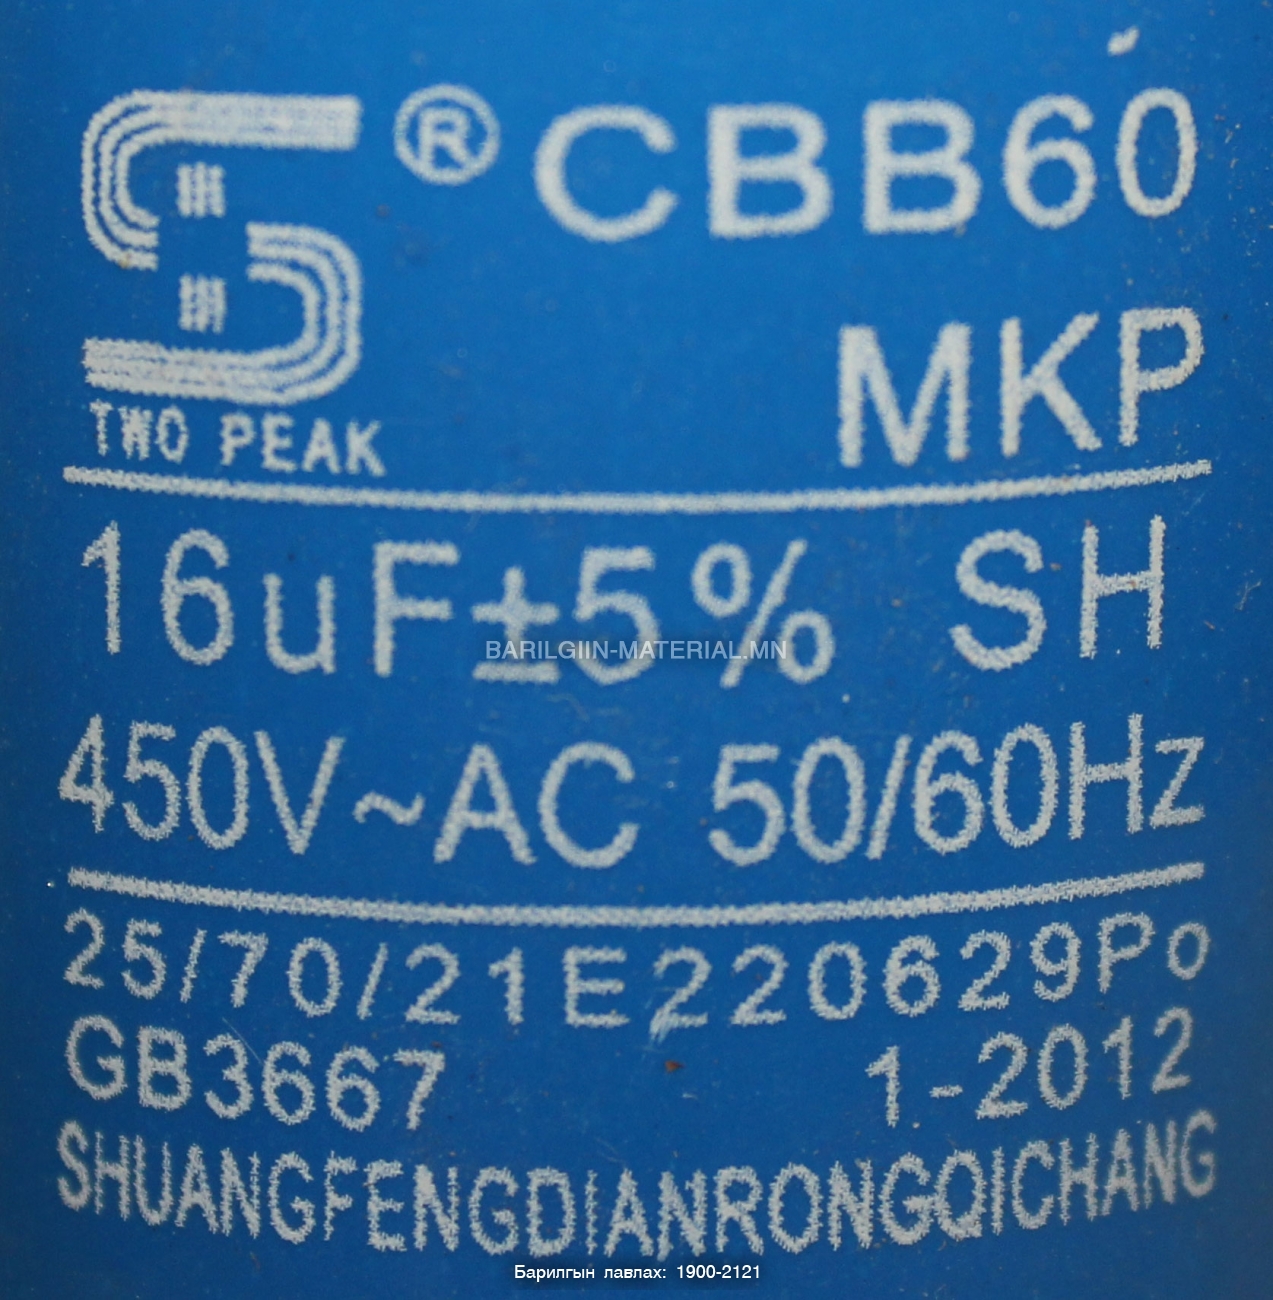 ® CBB60
MKP
TWO PEAK
16uF±5% SH
BARILGIIN-MATERIAL.MN
450V~AC 50/60Hz
25/70/21E220629Po
GB3667 1-2012
SHUANGFENGDIANRONGQICHANG
Барилгын лавлах: 1900-2121